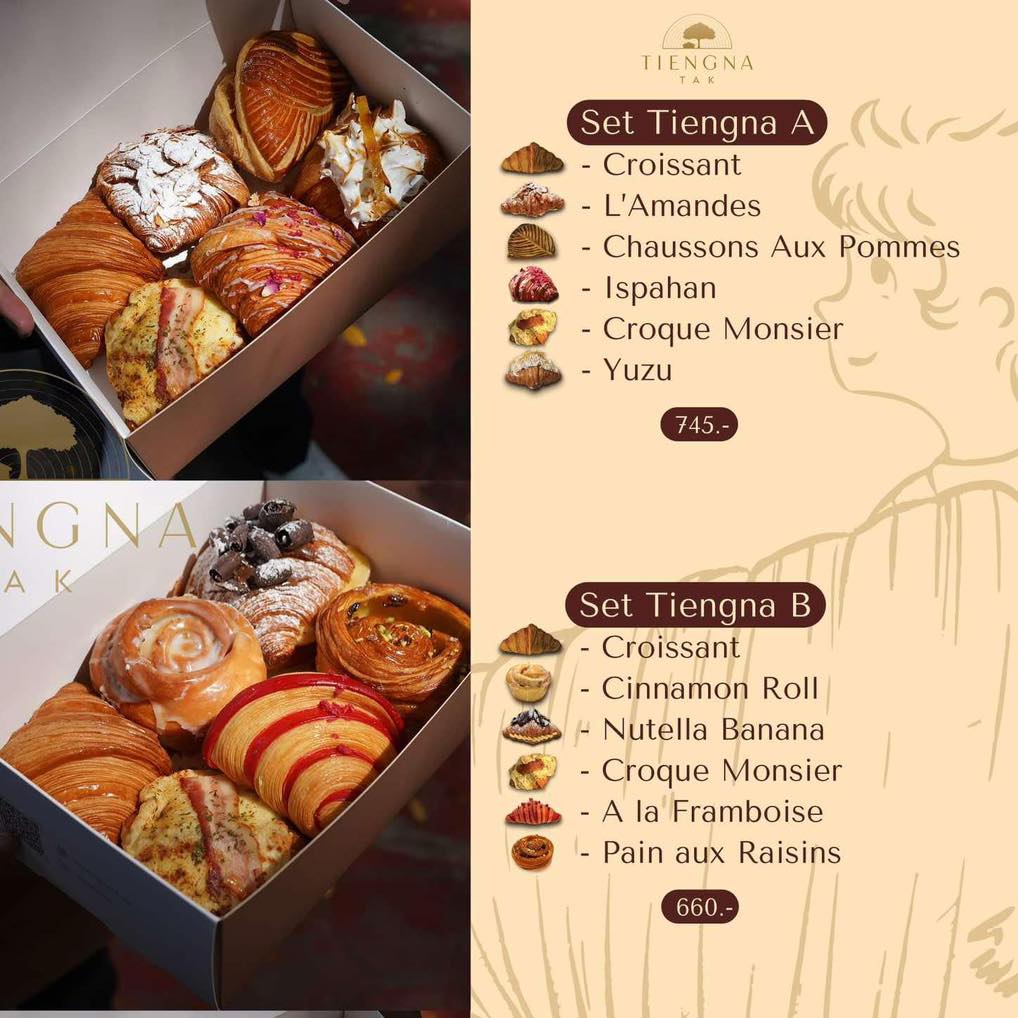 TIENGNA
TAK
Set Tiengna A
- Croissant
- L'Amandes
- Chaussons Aux Pommes
- Ispahan
- Croque Monsier
- Yuzu
745.-
NGNA
AK
Set Tiengna B
- Croissant
- Cinnamon Roll
- Nutella Banana
- Croque Monsier
- A la Framboise
- Pain aux Raisins
660.-